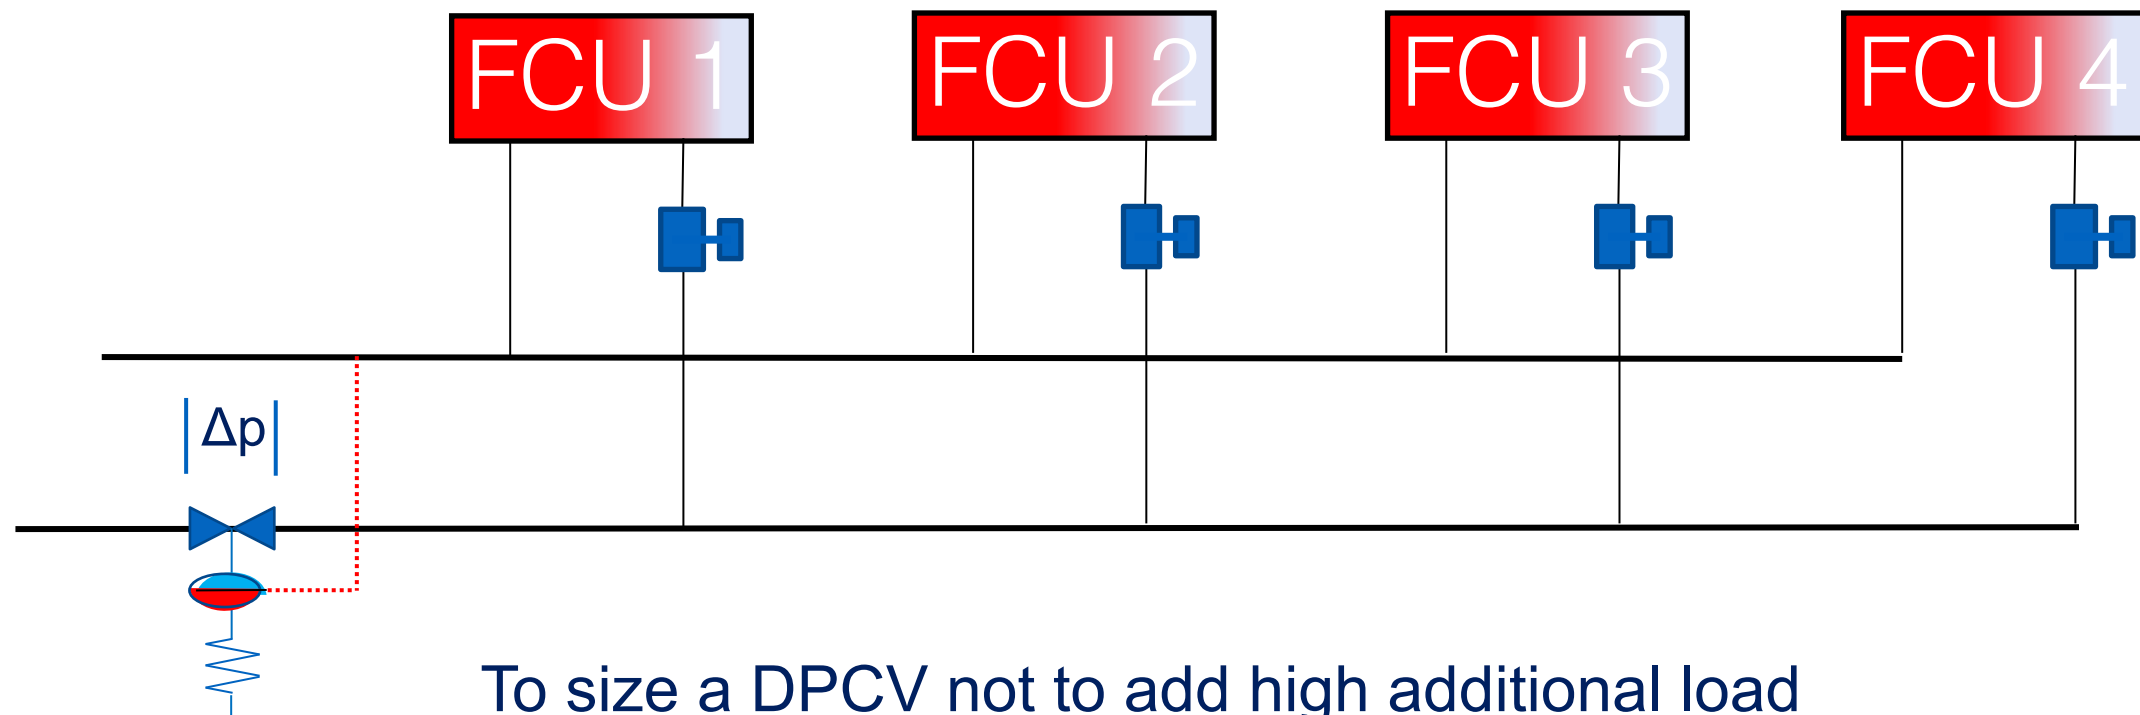 FCU 1 FCU 2 FCU 3 FCU 4
Δp
To size a DPCV not to add high additional load